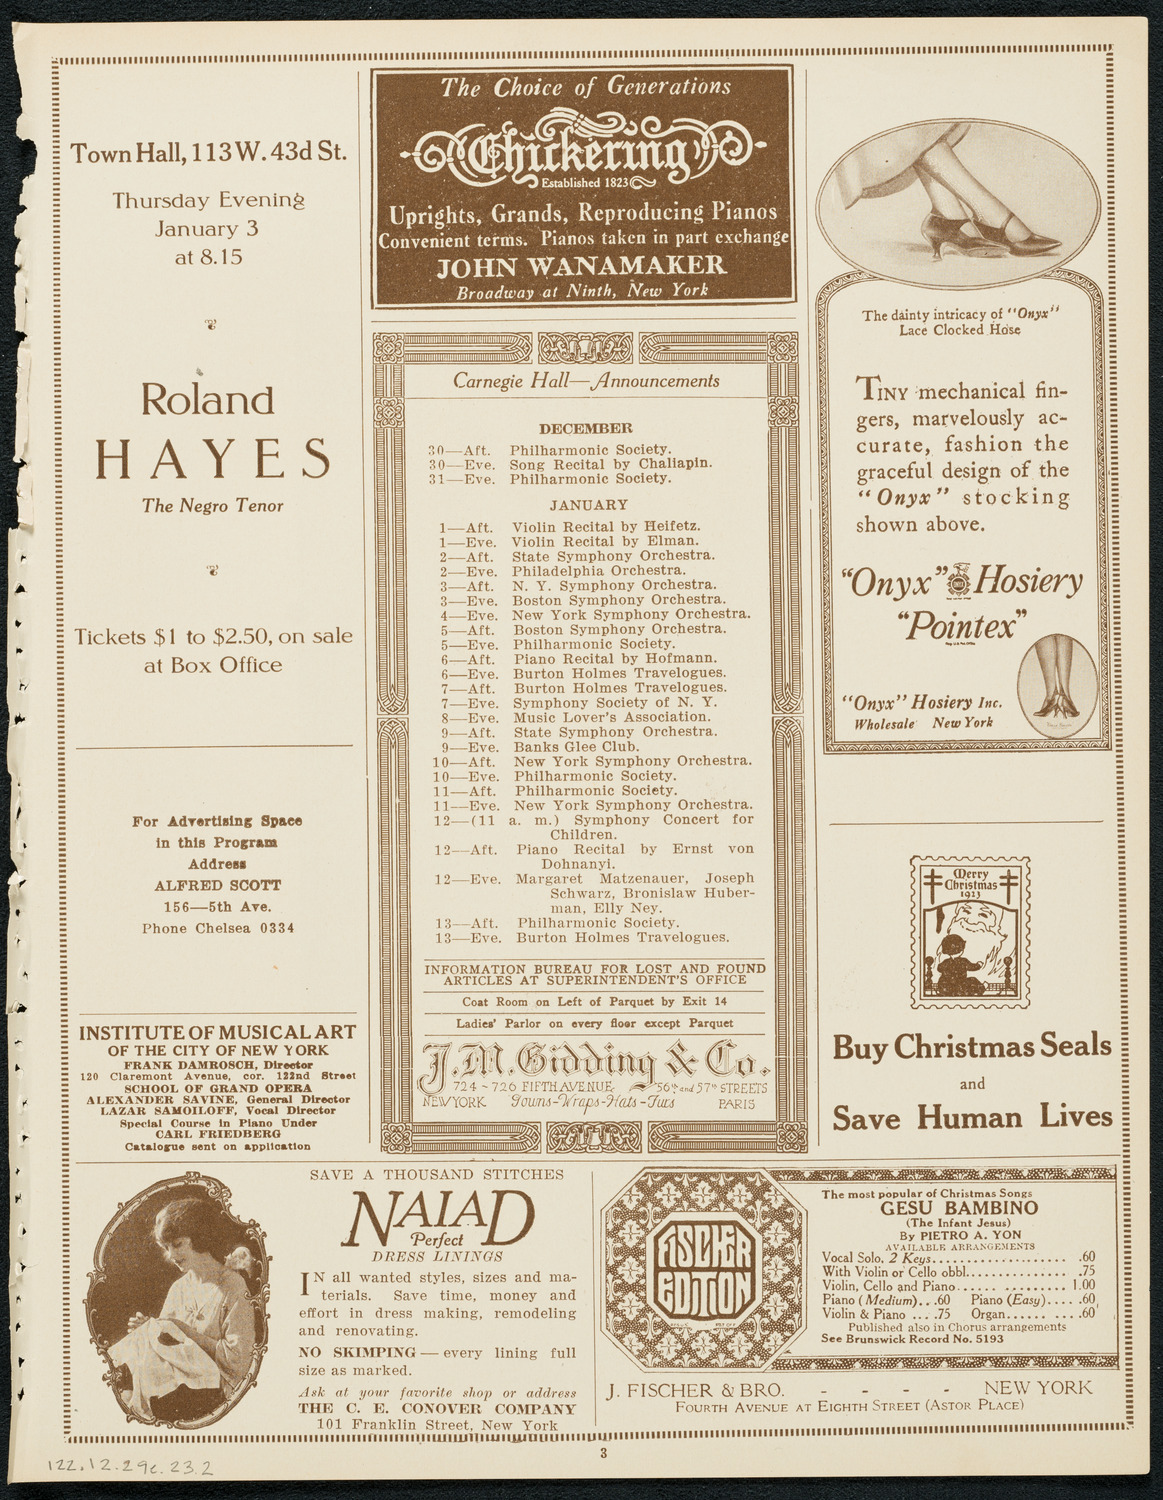 Town Hall, 113 W. 43d St.
Thursday Evening
January 3
at 8.15
Roland
HAYES
The Negro Tenor
Tickets $1 to $2.50, on sale
at Box Office
For Advertising Space
in this Program
Address
ALFRED SCOTT
156—5th Ave.
Phone Chelsea 0334
INSTITUTE OF MUSICAL ART
OF THE CITY OF NEW YORK
FRANK DAMROSCH, Director
120 Claremont Avenue, cor. 122nd Street
SCHOOL OF GRAND OPERA
ALEXANDER SAVINE, General Director
LAZAR SAMOILOFF, Vocal Director
Special Course in Piano Under
CARL FRIEDBERG
Catalogue sent on application
The Choice of Generations
Chickering
Established 1823
Uprights, Grands, Reproducing Pianos
Convenient terms. Pianos taken in part exchange
JOHN WANAMAKER
Broadway at Ninth, New York
Carnegie Hall—Announcements
DECEMBER
30—Aft. Philharmonic Society.
30—Eve. Song Recital by Chaliapin.
31—Eve. Philharmonic Society.
JANUARY
1—Aft. Violin Recital by Heifetz.
1—Eve. Violin Recital by Elman.
2—Aft. State Symphony Orchestra.
2—Eve. Philadelphia Orchestra.
3—Aft. N. Y. Symphony Orchestra.
3—Eve. Boston Symphony Orchestra.
4—Eve. New York Symphony Orchestra.
5—Aft. Boston Symphony Orchestra.
5—Eve. Philharmonic Society.
6—Aft. Piano Recital by Hofmann.
6—Eve. Burton Holmes Travelogues.
7—Aft. Burton Holmes Travelogues.
7—Eve. Symphony Society of N. Y.
8—Eve. Music Lover's Association.
9—Aft. State Symphony Orchestra.
9—Eve. Banks Glee Club.
10—Aft. New York Symphony Orchestra.
10—Eve. Philharmonic Society.
11—Aft. Philharmonic Society.
11—Eve. New York Symphony Orchestra.
12—(11 a. m.) Symphony Concert for
Children.
12—Aft. Piano Recital by Ernst von
Dohnanyi.
12—Eve. Margaret Matzenauer, Joseph
Schwarz, Bronislaw Huber-
man, Elly Ney.
13—Aft. Philharmonic Society.
13—Eve. Burton Holmes Travelogues.
INFORMATION BUREAU FOR LOST AND FOUND
ARTICLES AT SUPERINTENDENT'S OFFICE
Coat Room on Left of Parquet by Exit 14
Ladies' Parlor on every floor except Parquet
J.M. Gidding & Co.
724 ~ 726 FIFTH AVENUE 56th and 57th STREETS
NEW YORK Gowns-Wraps-Hats-Furs PARIS
The dainty intricacy of "Onyx"
Lace Clocked Hose
TINY mechanical fin-
gers, marvelously ac-
curate, fashion the
graceful design of the
"Onyx" stocking
shown above.
"Onyx" Hosiery
"Pointex"
"Onyx" Hosiery Inc.
Wholesale New York
Merry
Christmas
1923
Buy Christmas Seals
and
Save Human Lives
SAVE A THOUSAND STITCHES
NAIAD
Perfect
DRESS LININGS
IN all wanted styles, sizes and ma-
terials. Save time, money and
effort in dress making, remodeling
and renovating.
NO SKIMPING — every lining full
size as marked.
Ask at your favorite shop or address
THE C. E. CONOVER COMPANY
101 Franklin Street, New York
FISCHER
EDITION
The most popular of Christmas Songs
GESU BAMBINO
(The Infant Jesus)
By PIETRO A. YON
AVAILABLE ARRANGEMENTS
Vocal Solo, 2 Keys.................. .60
With Violin or Cello obbl.............. .75
Violin, Cello and Piano...... ......... 1.00
Piano (Medium)...60 Piano (Easy).....60
Violin & Piano ....75 Organ...... ....60
Published also in Chorus arrangements
See Brunswick Record No. 5193
J. FISCHER & BRO. - - - - NEW YORK
FOURTH AVENUE AT EIGHTH STREET (ASTOR PLACE)
3
122.12.29e.23.2